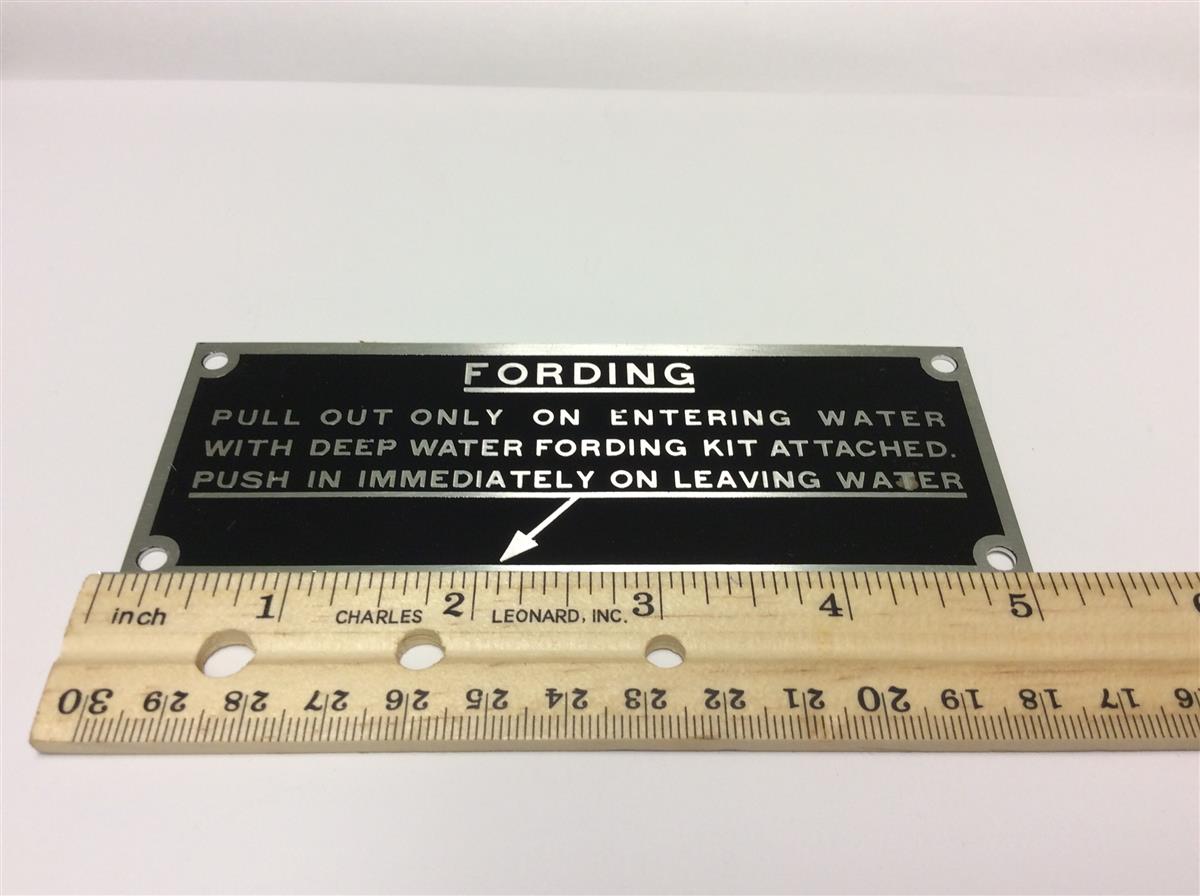 FORDING
PULL OUT ONLY ON ENTERING WATER
WITH DEEP WATER FORDING KIT ATTACHED.
PUSH IN IMMEDIATELY ON LEAVING WATER
inch 1 CHARLES 2 LEONARD, INC. 3 4 5 6
30 29 28 27 26 25 24 23 22 21 20 19 18 17 16